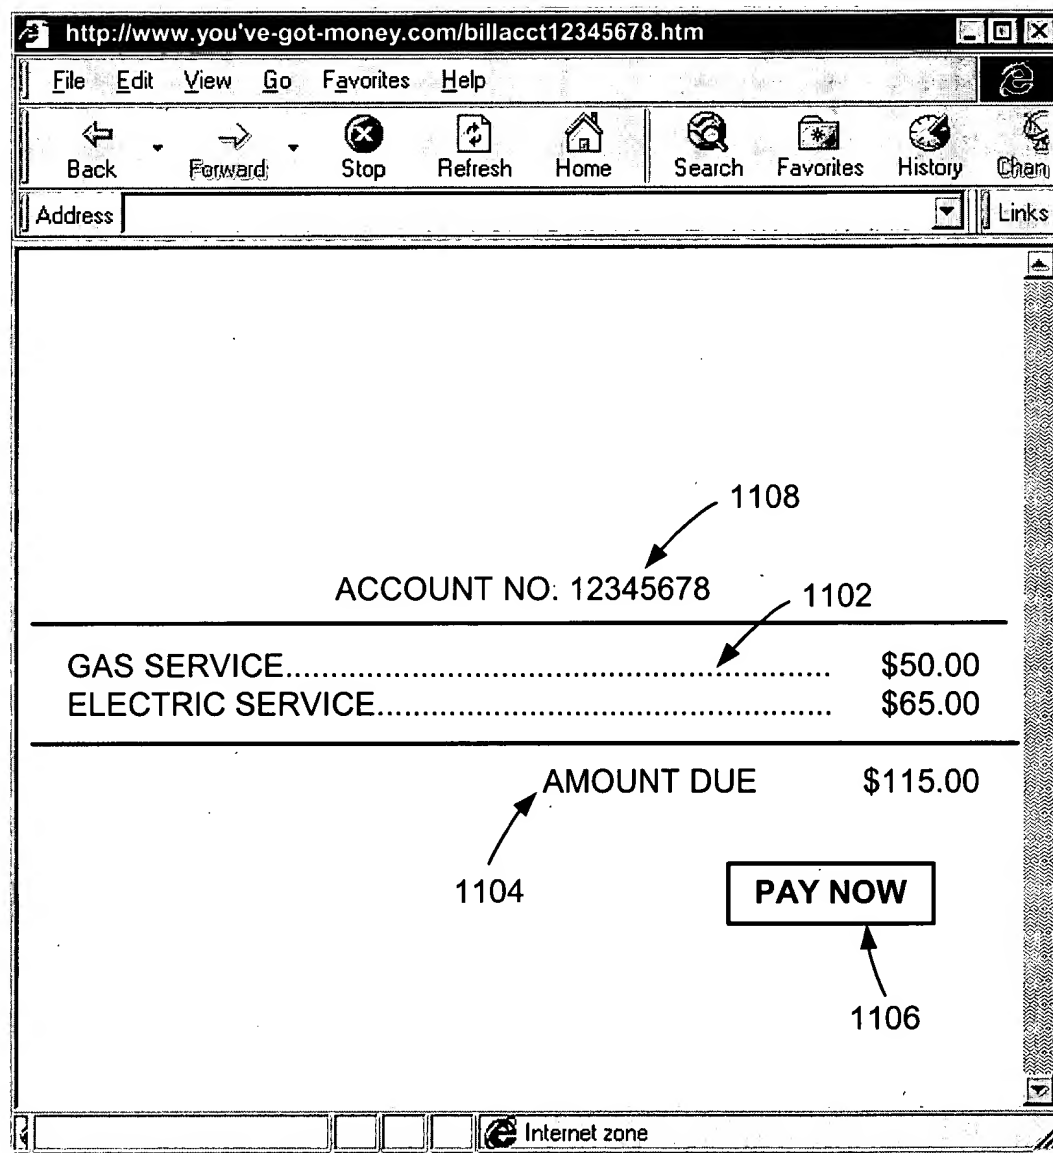 http://www.you've-got-money.com/billacct12345678.htm
File Edit View Go Favorites Help
Back Forward Stop Refresh Home Search Favorites History Chan
Address Links
1108
ACCOUNT NO: 12345678
1102
GAS SERVICE............................................................ $50.00
ELECTRIC SERVICE.................................................. $65.00
AMOUNT DUE $115.00
1104
PAY NOW
1106
Internet zone